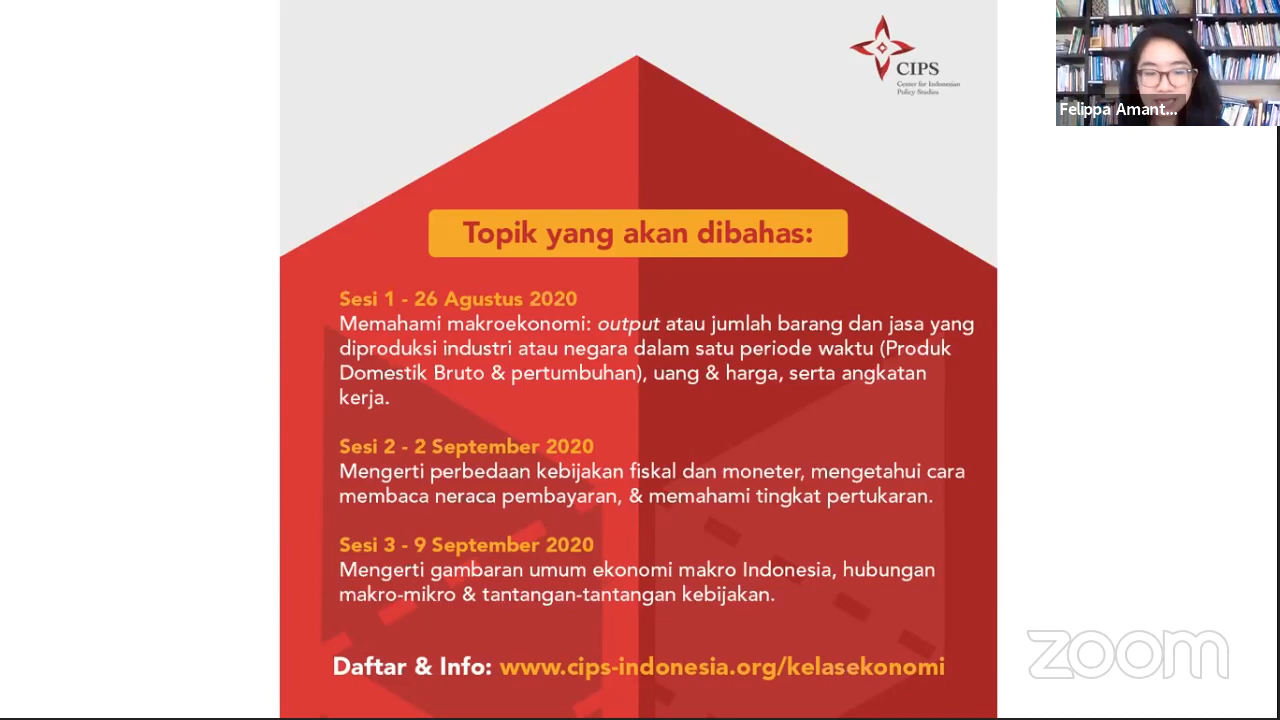 CIPS
Center for Indonesian
Policy Studies
Felippa Amant...
Topik yang akan dibahas:
Sesi 1 - 26 Agustus 2020
Memahami makroekonomi: output atau jumlah barang dan jasa yang
diproduksi industri atau negara dalam satu periode waktu (Produk
Domestik Bruto & pertumbuhan), uang & harga, serta angkatan
kerja.
Sesi 2 - 2 September 2020
Mengerti perbedaan kebijakan fiskal dan moneter, mengetahui cara
membaca neraca pembayaran, & memahami tingkat pertukaran.
Sesi 3 - 9 September 2020
Mengerti gambaran umum ekonomi makro Indonesia, hubungan
makro-mikro & tantangan-tantangan kebijakan.
Daftar & Info: www.cips-indonesia.org/kelasekonomi
zoom